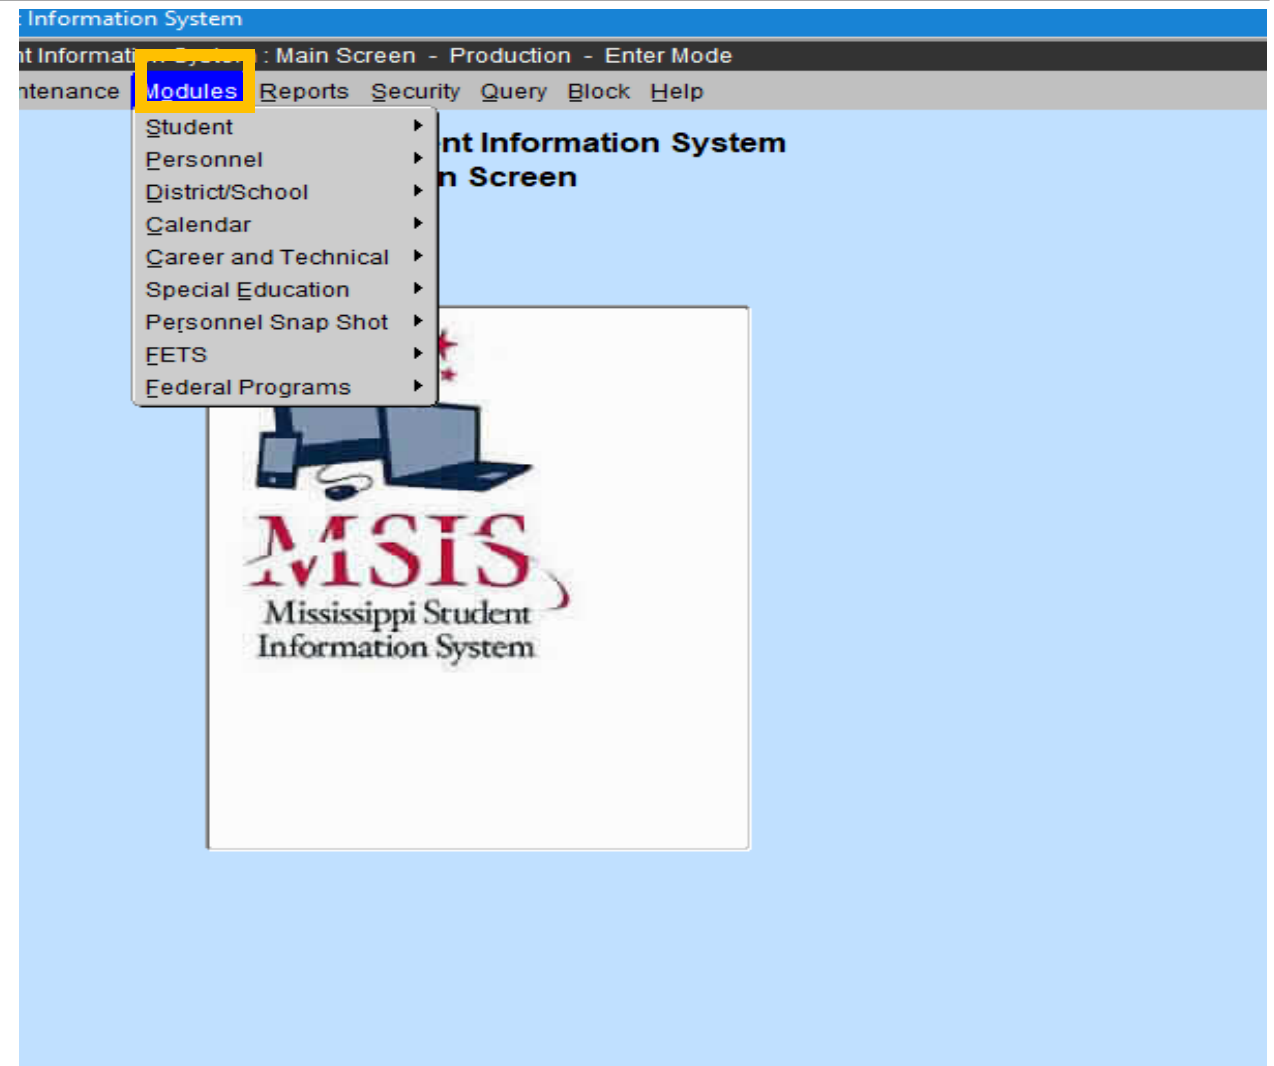 Information System
nt Information System : Main Screen - Production - Enter Mode
ntenance Modules Reports Security Query Block Help
Student
nt Information System
Personnel
n Screen
District/School
Calendar
Career and Technical
Special Education
Personnel Snap Shot
FETS
Federal Programs
MSIS
Mississippi Student
Information System